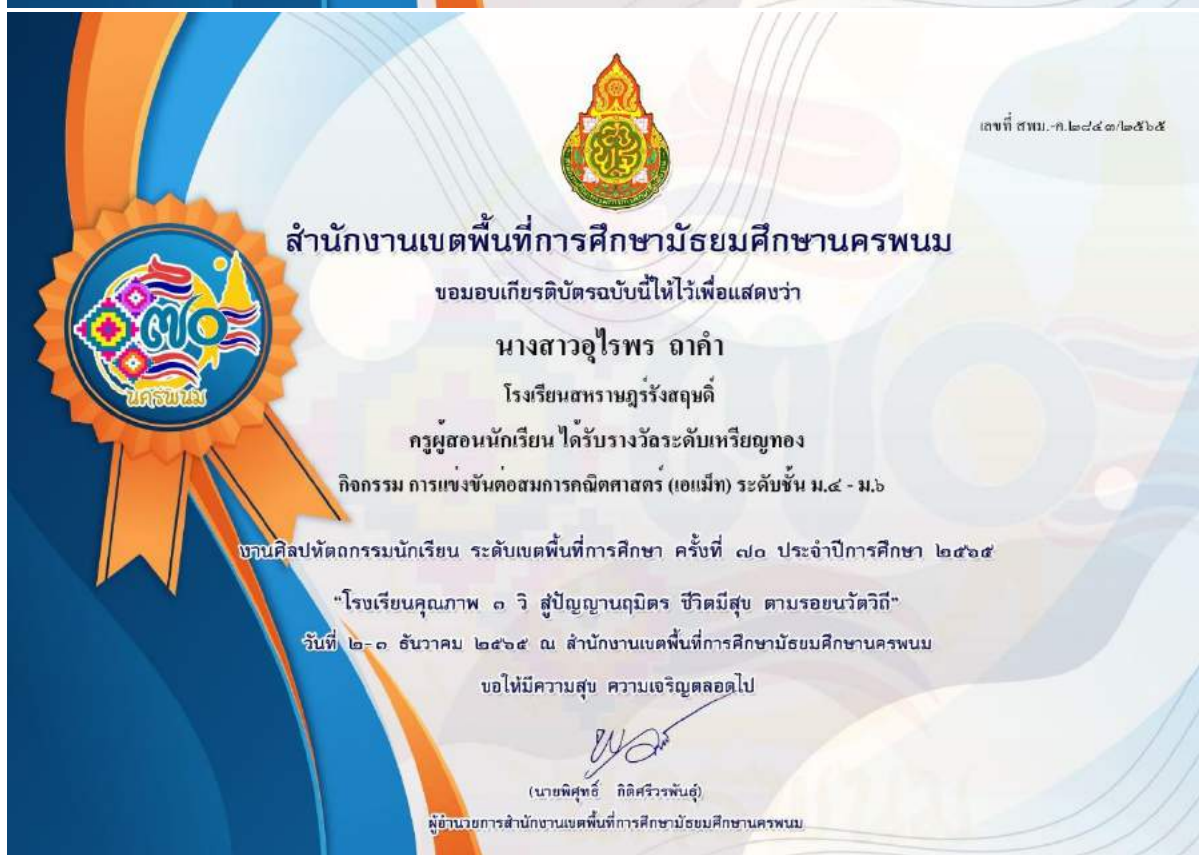 เลขที่ สพม.-ค.๒๘๔๓/๒๕๖๕
สำนักงานเขตพื้นที่การศึกษามัธยมศึกษานครพนม
ขอมอบเกียรติบัตรฉบับนี้ให้ไว้เพื่อแสดงว่า
นางสาวอุไรพร ถาคำ
โรงเรียนสหราษฎร์รังสฤษดิ์
ครูผู้สอนนักเรียน ได้รับรางวัลระดับเหรียญทอง
กิจกรรม การแข่งขันต่อสมการคณิตศาสตร์ (เอแม็ท) ระดับชั้น ม.๔ - ม.๖
๗๐
นครพนม
งานศิลปหัตถกรรมนักเรียน ระดับเขตพื้นที่การศึกษา ครั้งที่ ๗๐ ประจำปีการศึกษา ๒๕๖๕
“โรงเรียนคุณภาพ ๓ วิ สู่ปัญญานฤมิตร ชีวิตมีสุข ตามรอยนวัตวิถี”
วันที่ ๒-๓ ธันวาคม ๒๕๖๕ ณ สำนักงานเขตพื้นที่การศึกษามัธยมศึกษานครพนม
ขอให้มีความสุข ความเจริญตลอดไป
(นายพิศุทธิ์ กิติศรีวรพันธุ์)
ผู้อำนวยการสำนักงานเขตพื้นที่การศึกษามัธยมศึกษานครพนม